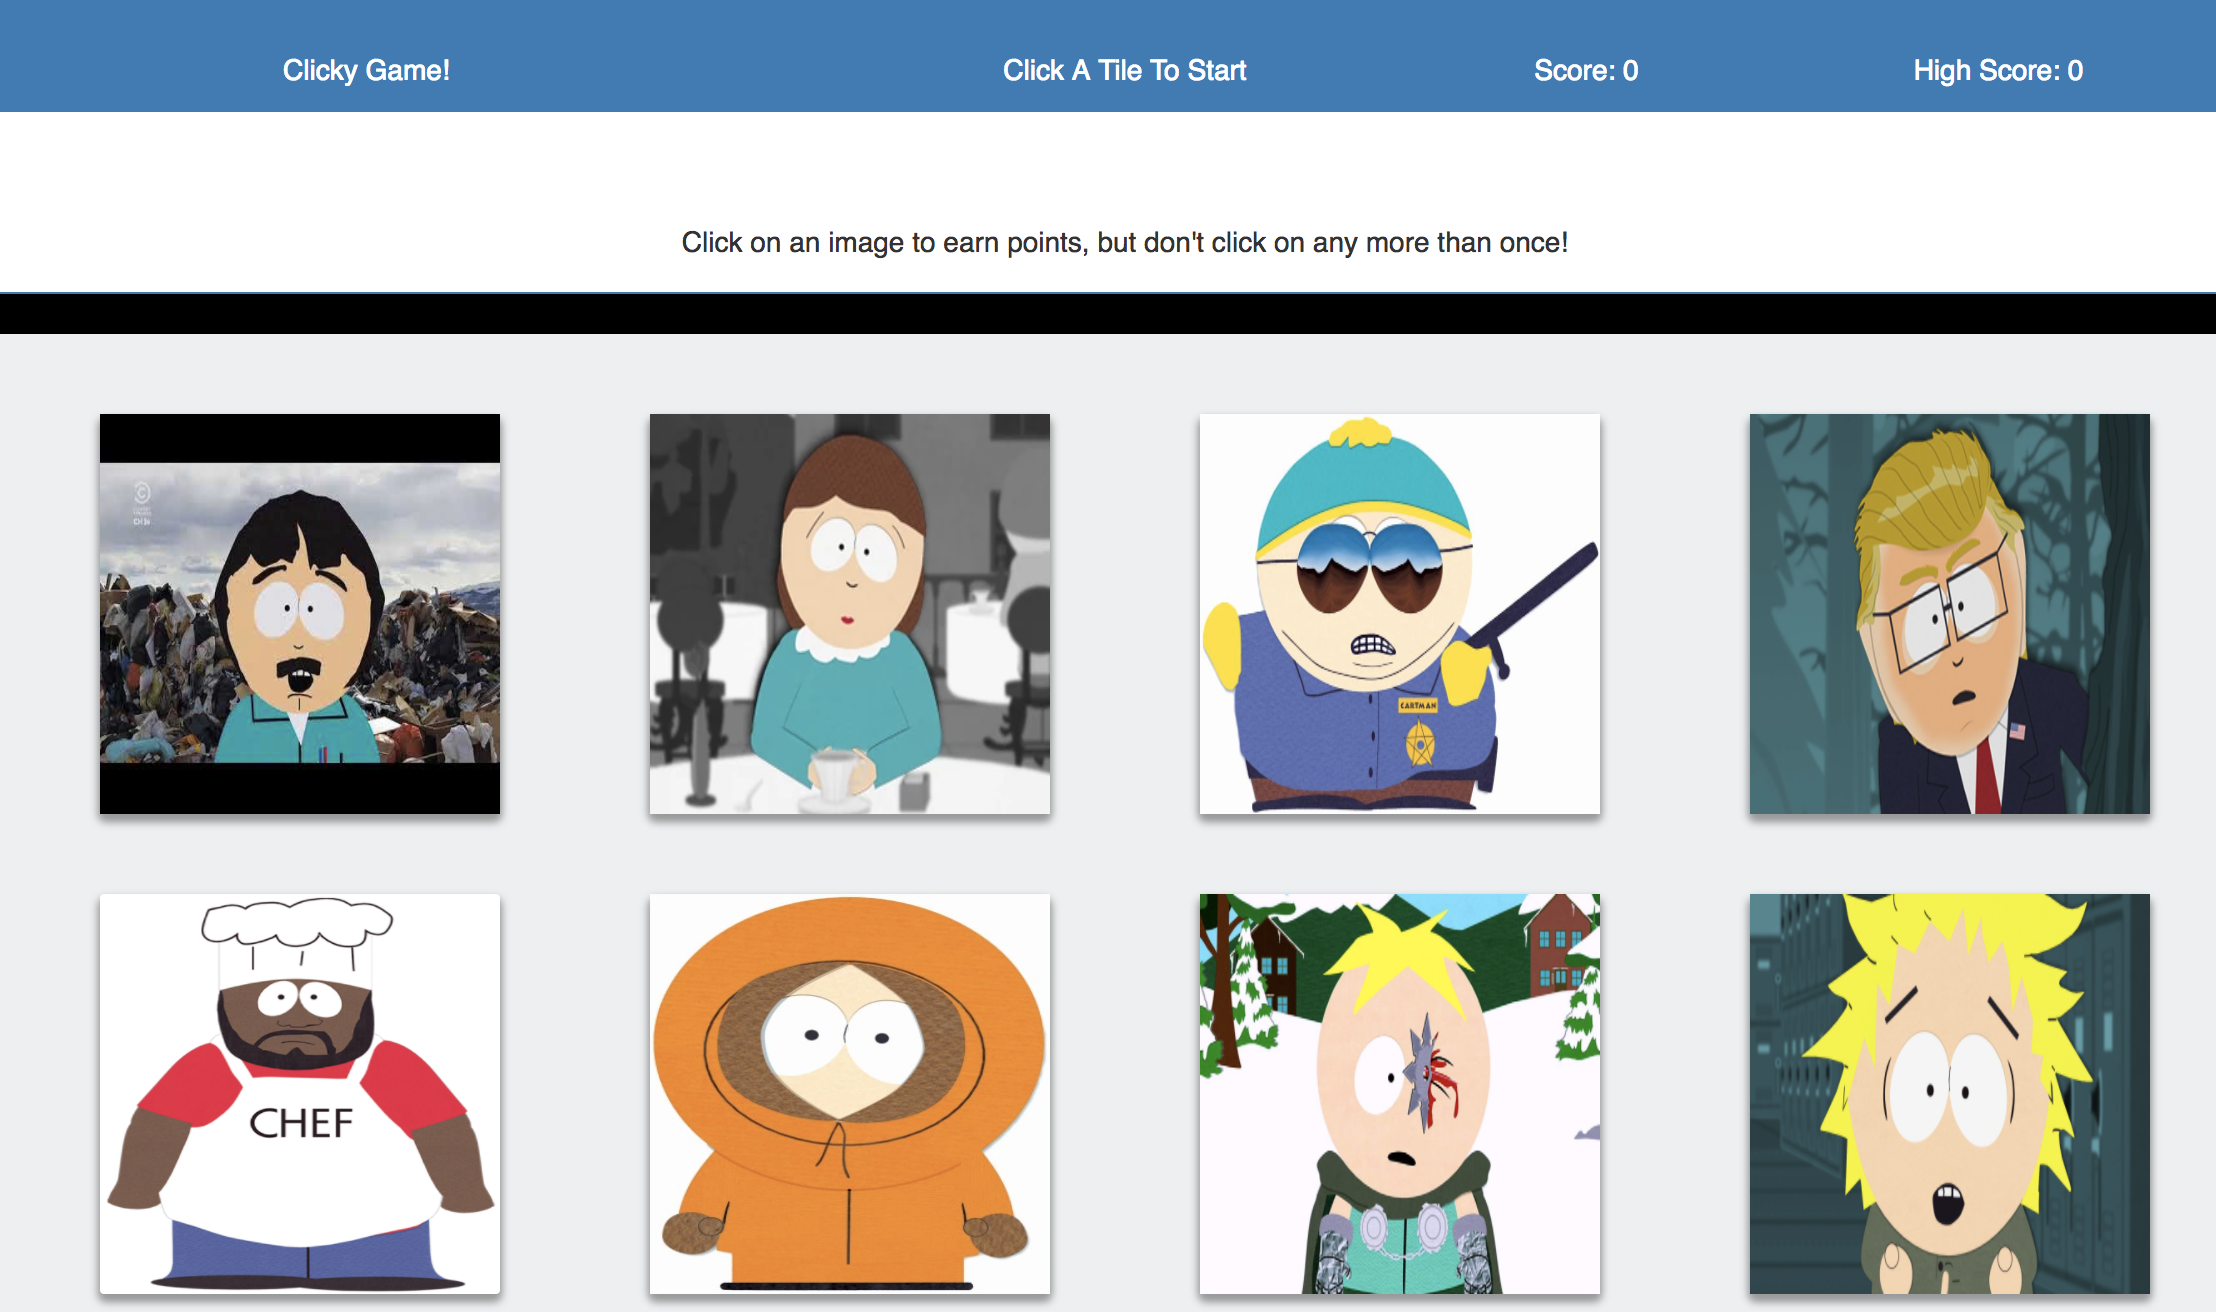 Clicky Game!
Click A Tile To Start
Score: 0
High Score: 0
Click on an image to earn points, but don't click on any more than once!
CARTMAN
CHEF